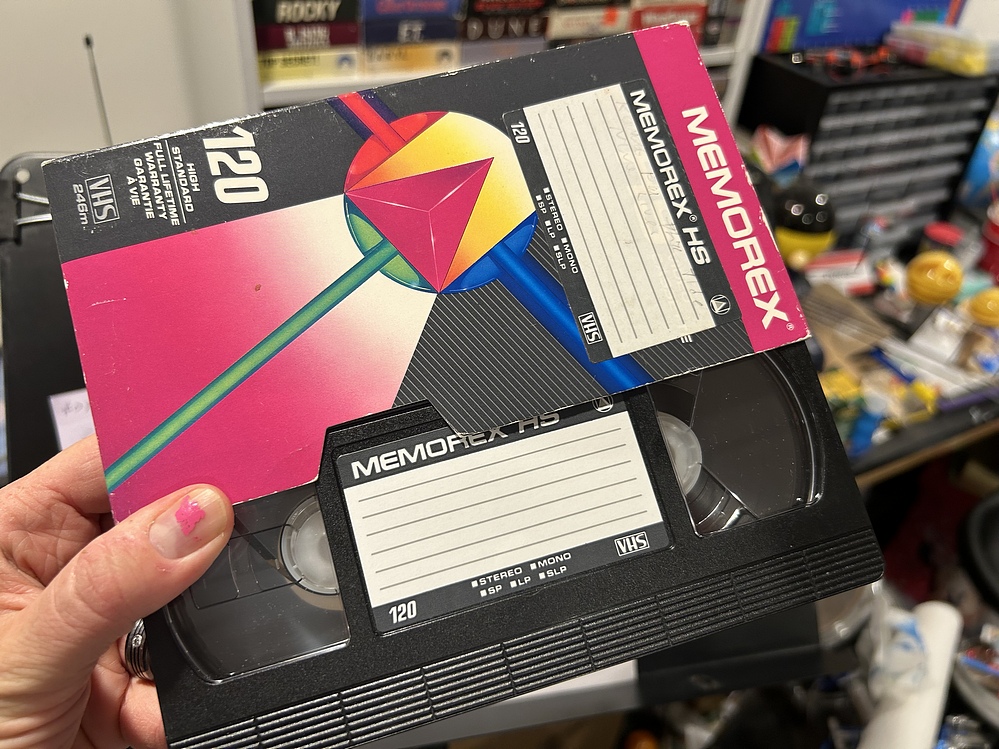 ROCKY
ET
DUNE
120
HIGH
STANDARD
FULL LIFETIME
WARRANTY
GARANTIE
À VIE
VHS
246m
MEMOREX®
MEMOREX® HS
120
STEREO MONO
SP LP SLP
VHS
MEMOREX HS
STEREO MONO
SP LP SLP
VHS
120